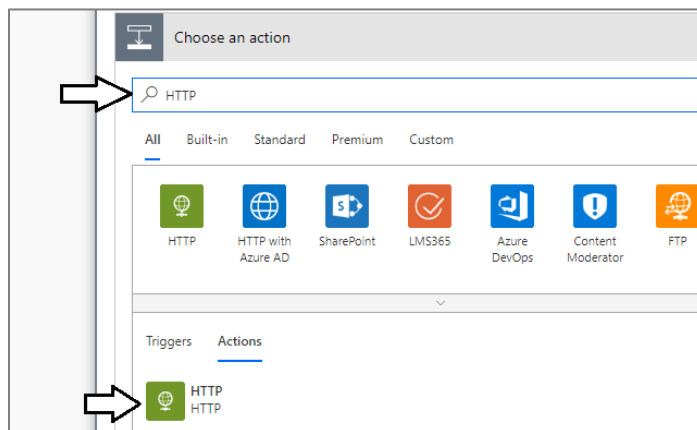 Choose an action
HTTP
All Built-in Standard Premium Custom
HTTP HTTP with Azure AD SharePoint LMS365 Azure DevOps Content Moderator FTP
Triggers Actions
HTTP
HTTP